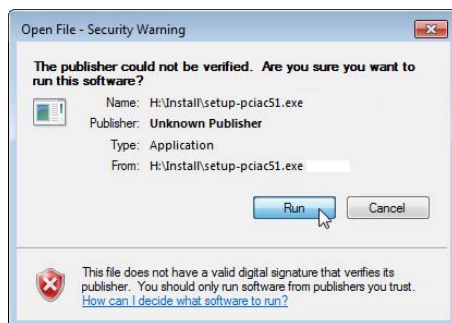 Open File - Security Warning
The publisher could not be verified.  Are you sure you want to
run this software?
Name: H:\Install\setup-pciac51.exe
Publisher: Unknown Publisher
Type: Application
From: H:\Install\setup-pciac51.exe
Run Cancel
This file does not have a valid digital signature that verifies its
publisher.  You should only run software from publishers you trust.
How can I decide what software to run?